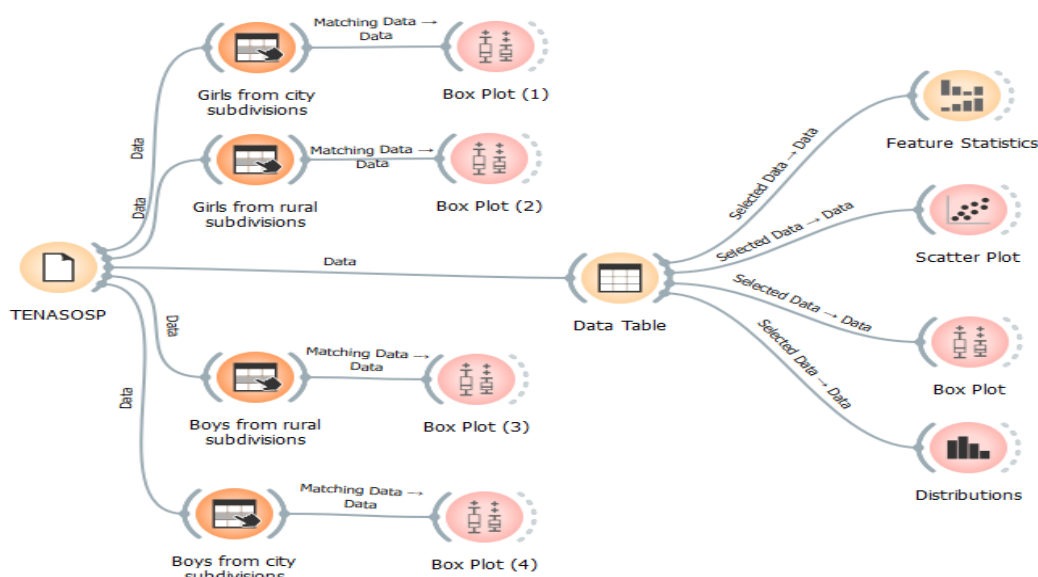 Matching Data →
Data
Girls from city
subdivisions
Box Plot (1)
Data
Matching Data →
Data
Girls from rural
subdivisions
Box Plot (2)
Data
TENASOSP
Data
Data Table
Selected Data → Data
Feature Statistics
Selected Data → Data
Scatter Plot
Selected Data → Data
Box Plot
Selected Data → Data
Distributions
Data
Matching Data →
Data
Boys from rural
subdivisions
Box Plot (3)
Data
Matching Data →
Data
Boys from city
subdivisions
Box Plot (4)